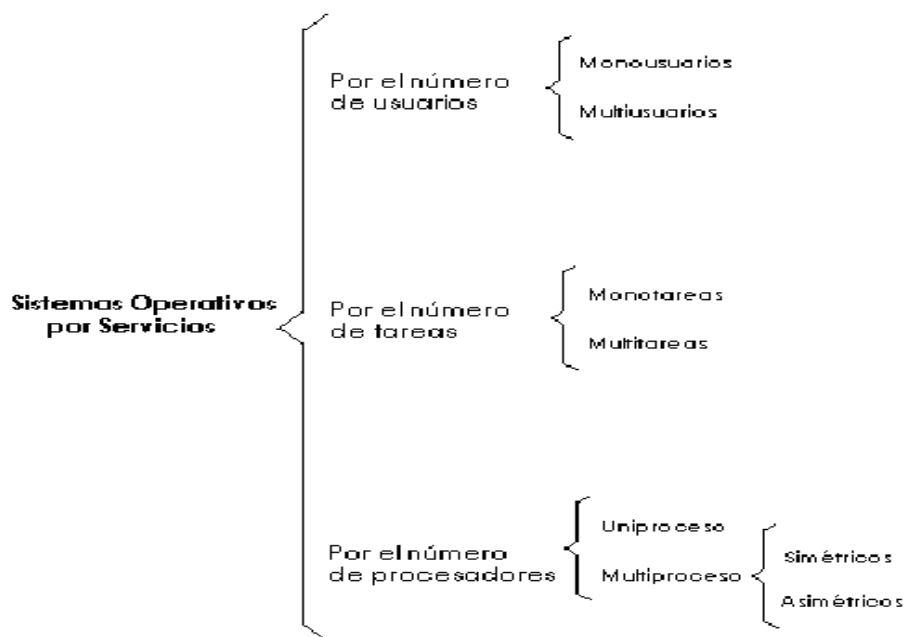 Sistemas Operativos
por Servicios
Por el número
de usuarios
Monousuarios
Multiusuarios
Por el número
de tareas
Monotareas
Multitareas
Por el número
de procesadores
Uniproceso
Multiproceso
Simétricos
Asimétricos